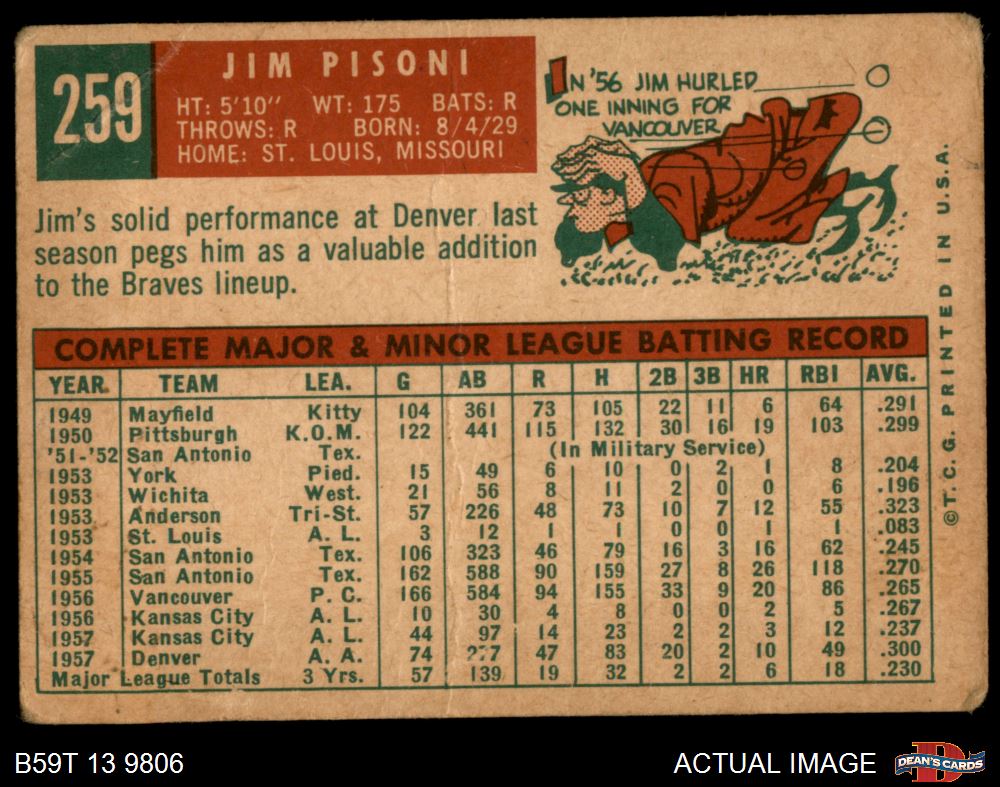 259
JIM PISONI
HT: 5'10" WT: 175 BATS: R
THROWS: R BORN: 8/4/29
HOME: ST. LOUIS, MISSOURI
IN '56 JIM HURLED
ONE INNING FOR
VANCOUVER
Jim's solid performance at Denver last
season pegs him as a valuable addition
to the Braves lineup.
COMPLETE MAJOR & MINOR LEAGUE BATTING RECORD
YEAR TEAM LEA. G AB R H 2B 3B HR RBI AVG.
1949 Mayfield Kitty 104 361 73 105 22 11 6 64 .291
1950 Pittsburgh K.O.M. 122 441 115 132 30 16 19 103 .299
'51-'52 San Antonio Tex. (In Military Service)
1953 York Pied. 15 49 6 10 0 2 1 8 .204
1953 Wichita West. 21 56 8 11 2 0 0 6 .196
1953 Anderson Tri-St. 57 226 48 73 10 7 12 55 .323
1953 St. Louis A. L. 3 12 1 1 0 0 1 1 .083
1954 San Antonio Tex. 106 323 46 79 16 3 16 62 .245
1955 San Antonio Tex. 162 588 90 159 27 8 26 118 .270
1956 Vancouver P. C. 166 584 94 155 33 9 20 86 .265
1956 Kansas City A. L. 10 30 4 8 0 0 2 5 .267
1957 Kansas City A. L. 44 97 14 23 2 2 3 12 .237
1957 Denver A. A. 74 277 47 83 20 2 10 49 .300
Major League Totals 3 Yrs. 57 139 19 32 2 2 6 18 .230
©T.C.G. PRINTED IN U.S.A.
B59T 13 9806
ACTUAL IMAGE
D
DEAN'S CARDS